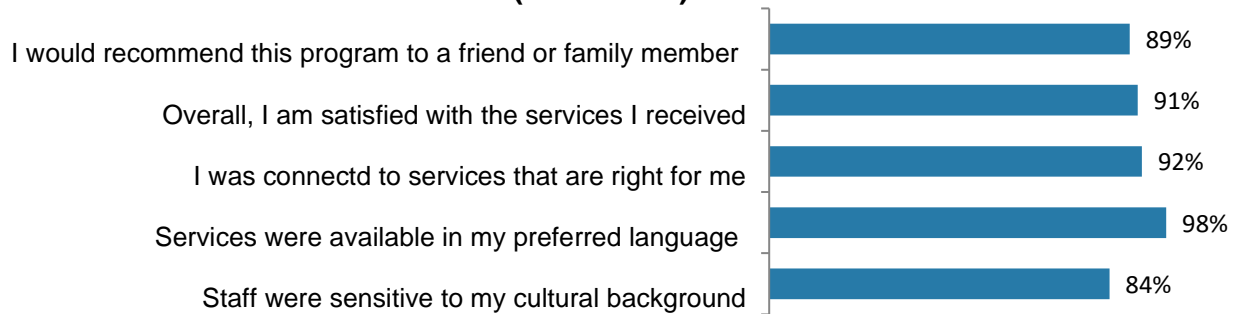 I would recommend this program to a friend or family member 89%
Overall, I am satisfied with the services I received 91%
I was connectd to services that are right for me 92%
Services were available in my preferred language 98%
Staff were sensitive to my cultural background 84%